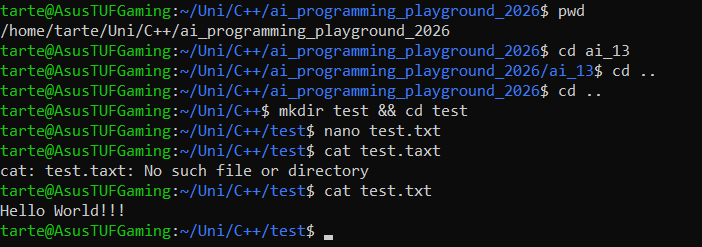 tarte@AsusTUFGaming:~/Uni/C++/ai_programming_playground_2026$ pwd
/home/tarte/Uni/C++/ai_programming_playground_2026
tarte@AsusTUFGaming:~/Uni/C++/ai_programming_playground_2026$ cd ai_13
tarte@AsusTUFGaming:~/Uni/C++/ai_programming_playground_2026/ai_13$ cd ..
tarte@AsusTUFGaming:~/Uni/C++/ai_programming_playground_2026$ cd ..
tarte@AsusTUFGaming:~/Uni/C++$ mkdir test && cd test
tarte@AsusTUFGaming:~/Uni/C++/test$ nano test.txt
tarte@AsusTUFGaming:~/Uni/C++/test$ cat test.taxt
cat: test.taxt: No such file or directory
tarte@AsusTUFGaming:~/Uni/C++/test$ cat test.txt
Hello World!!!
tarte@AsusTUFGaming:~/Uni/C++/test$